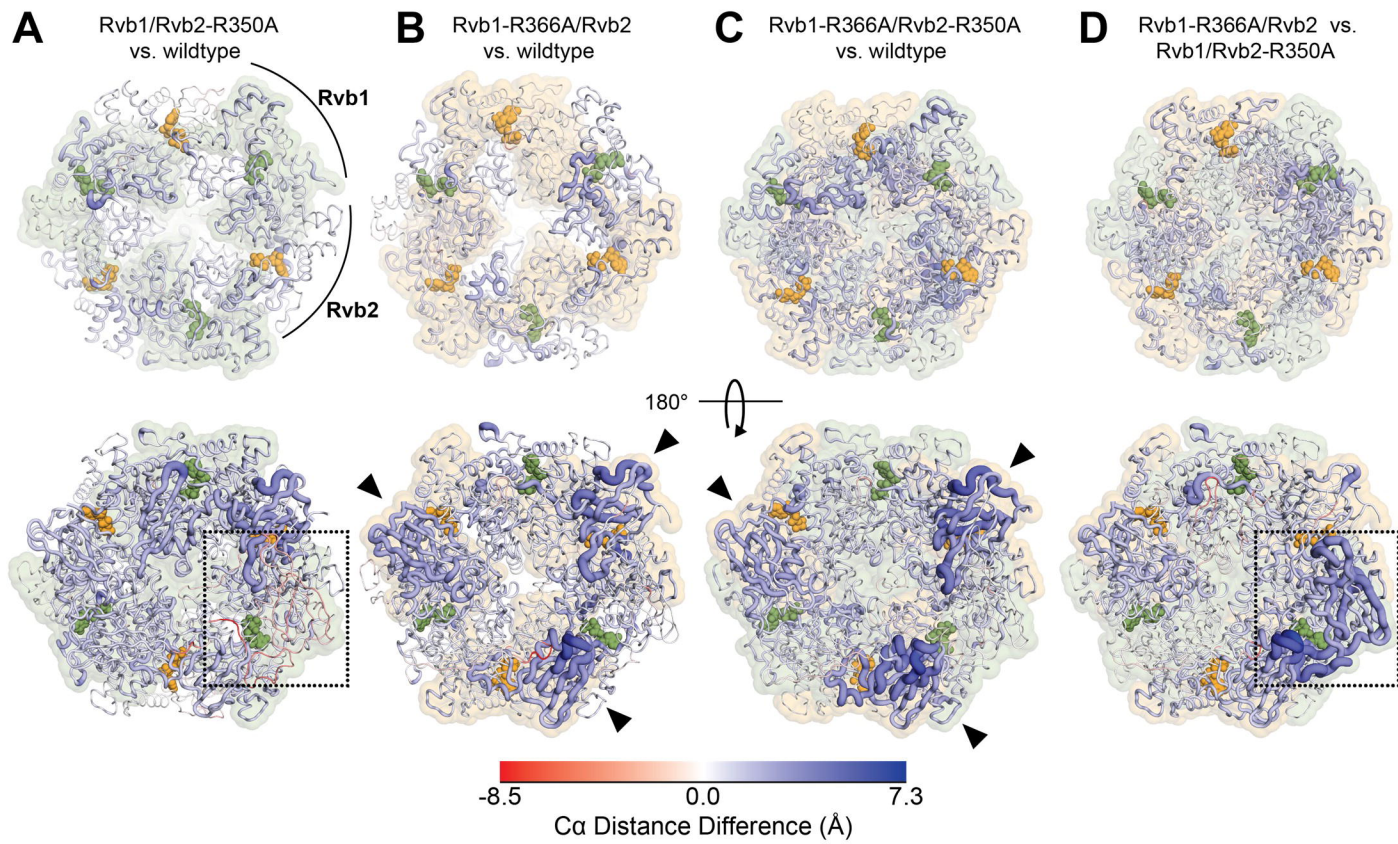 A
Rvb1/Rvb2-R350A
vs. wildtype
B
Rvb1-R366A/Rvb2
vs. wildtype
C
Rvb1-R366A/Rvb2-R350A
vs. wildtype
D
Rvb1-R366A/Rvb2 vs.
Rvb1/Rvb2-R350A
Rvb1
Rvb2
180°
-8.5 0.0 7.3
Cα Distance Difference (Å)